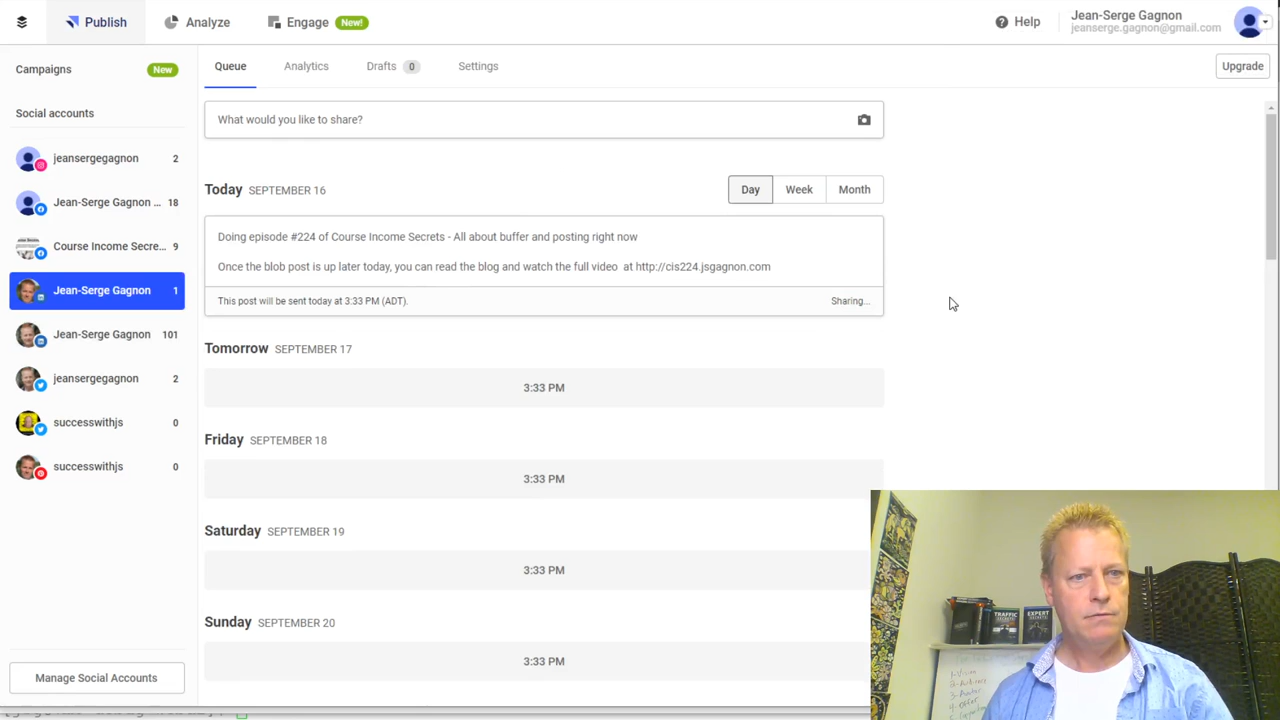 Publish
Analyze
Engage New!
Help
Jean-Serge Gagnon
jeanserge.gagnon@gmail.com
Campaigns New
Social accounts
jeansergegagnon 2
Jean-Serge Gagnon ... 18
Course Income Secre... 9
Jean-Serge Gagnon 1
Jean-Serge Gagnon 101
jeansergegagnon 2
successwithjs 0
successwithjs 0
Manage Social Accounts
Queue Analytics Drafts 0 Settings
Upgrade
What would you like to share?
Today SEPTEMBER 16
Day Week Month
Doing episode #224 of Course Income Secrets - All about buffer and posting right now
Once the blob post is up later today, you can read the blog and watch the full video at http://cis224.jsgagnon.com
This post will be sent today at 3:33 PM (ADT). Sharing...
Tomorrow SEPTEMBER 17
3:33 PM
Friday SEPTEMBER 18
3:33 PM
Saturday SEPTEMBER 19
3:33 PM
Sunday SEPTEMBER 20
3:33 PM
TRAFFIC
EXPERT